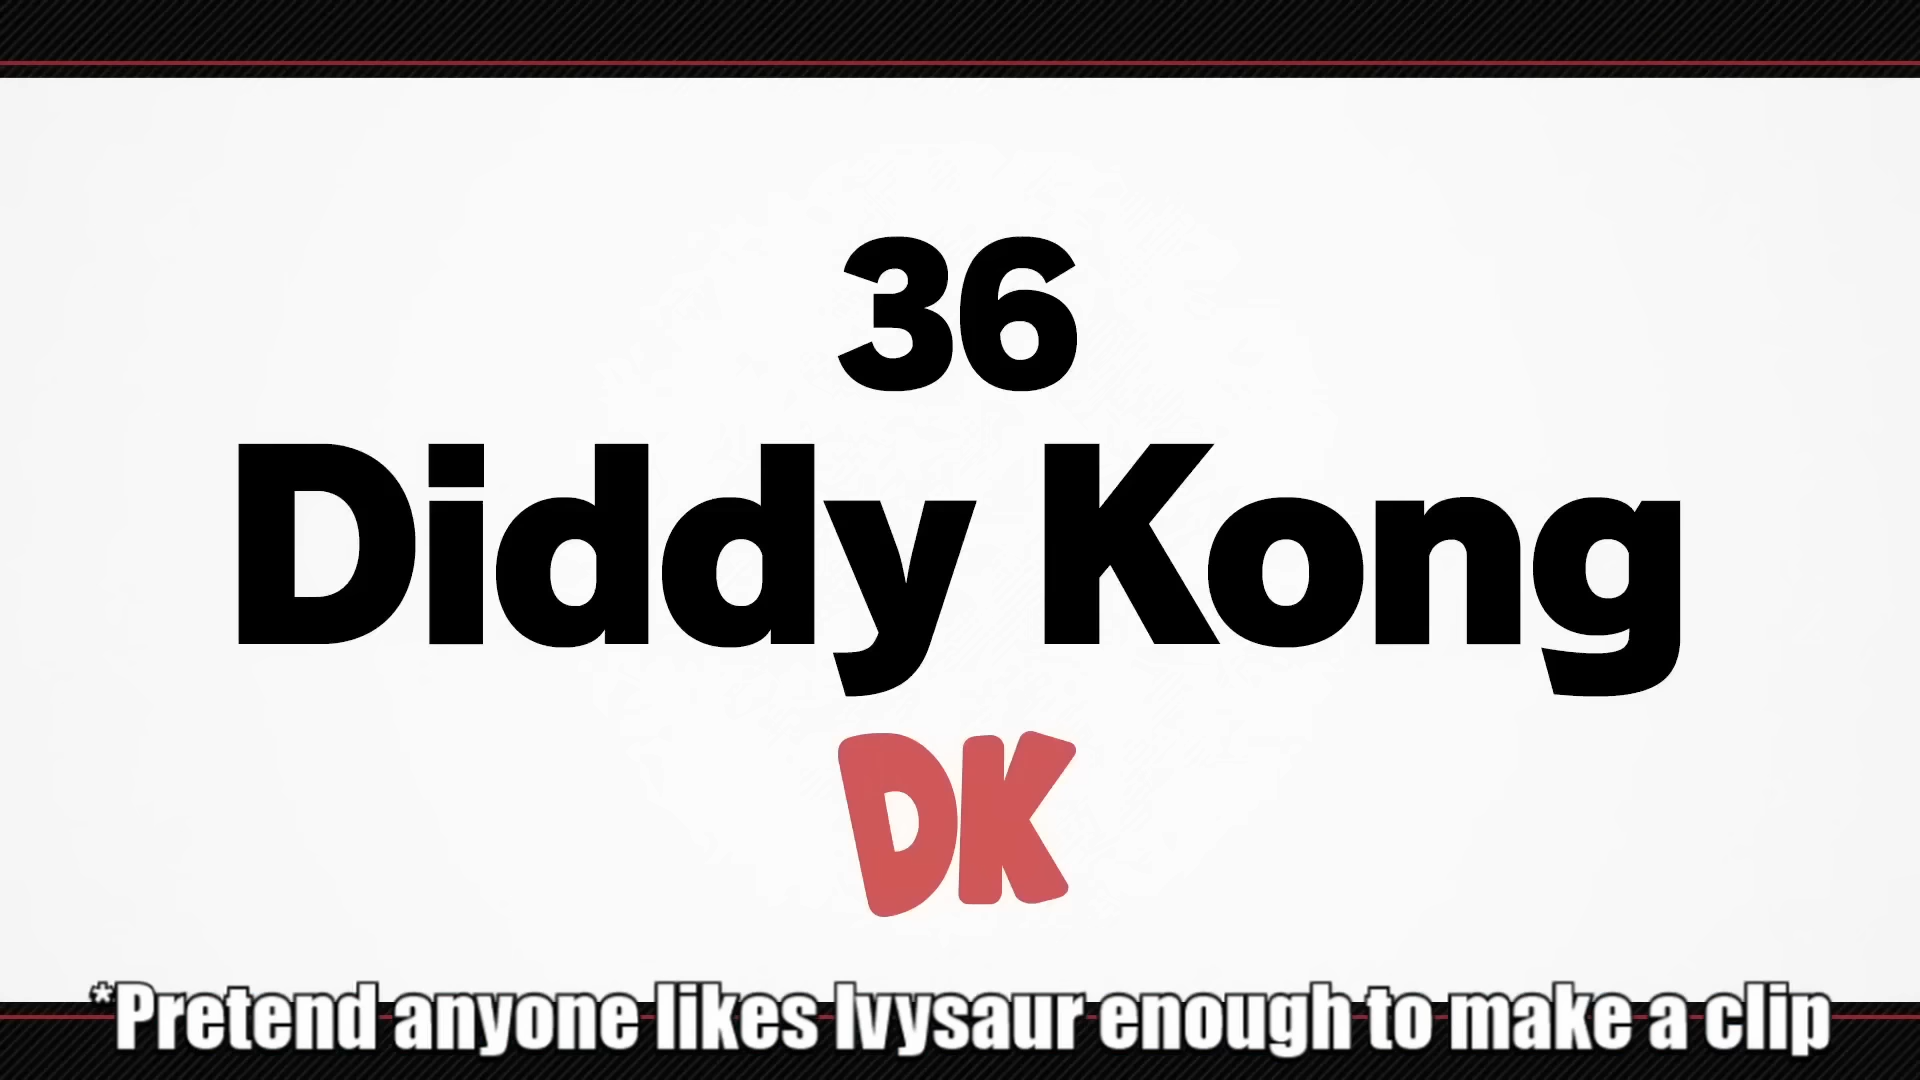 36
Diddy Kong
DK
*Pretend anyone likes Ivysaur enough to make a clip